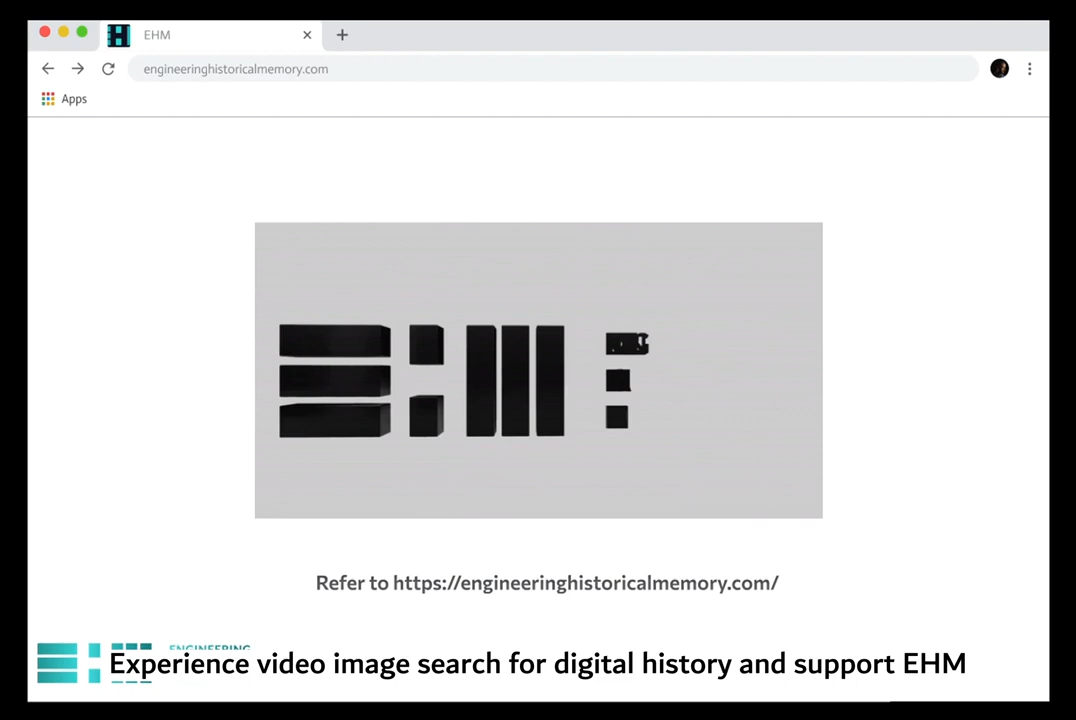 EHM
engineeringhistoricalmemory.com
Apps
Refer to https://engineeringhistoricalmemory.com/
ENGINEERING
Experience video image search for digital history and support EHM